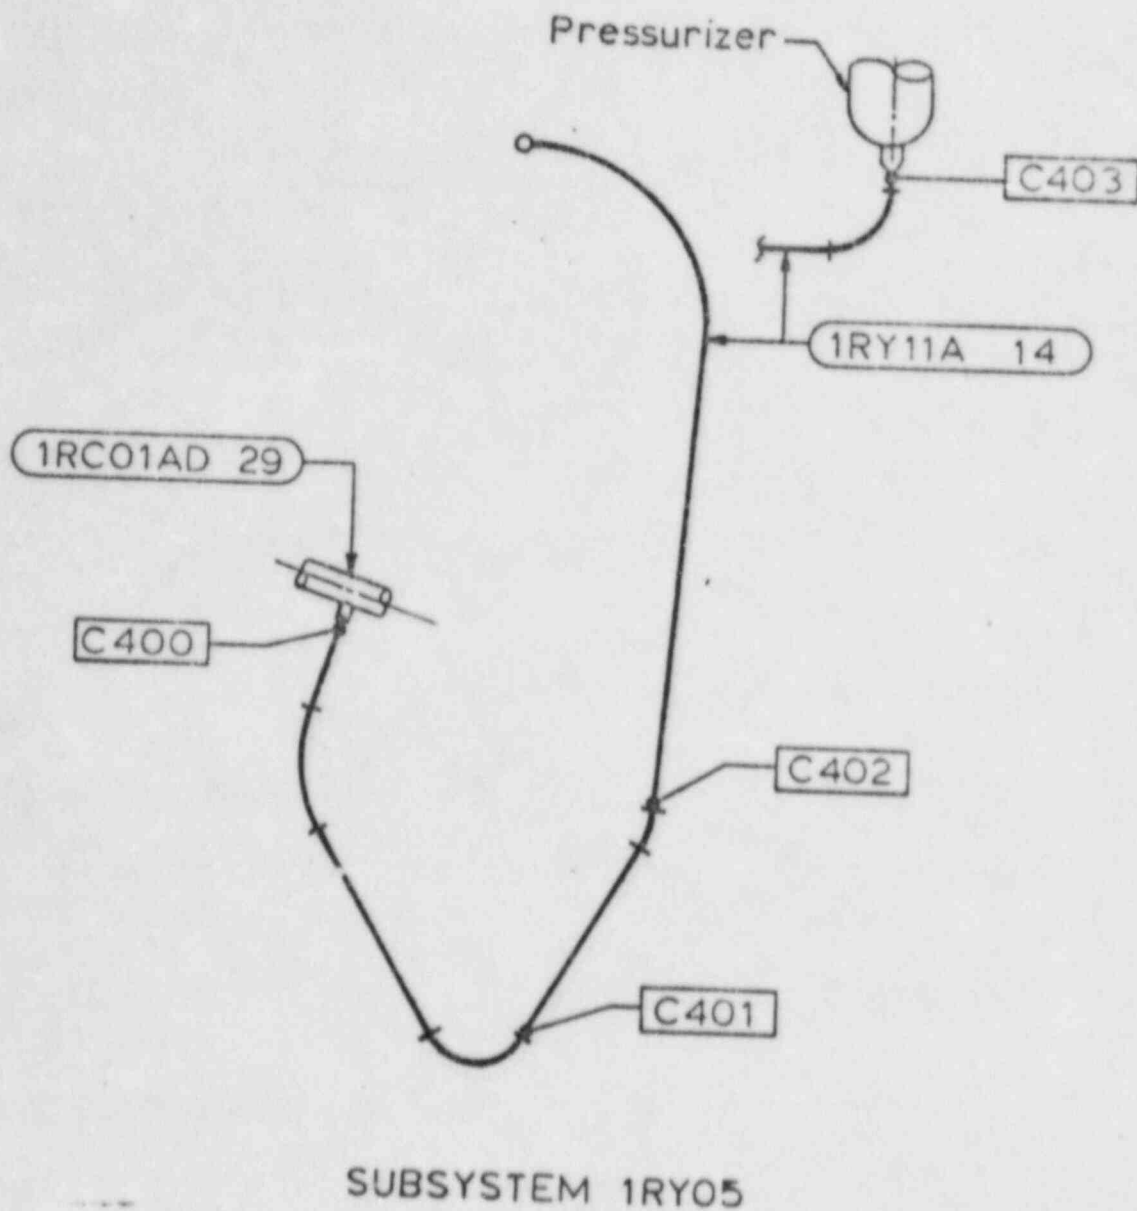 Pressurizer
C403
1RY11A 14
1RC01AD 29
C400
C402
C401
SUBSYSTEM 1RY05